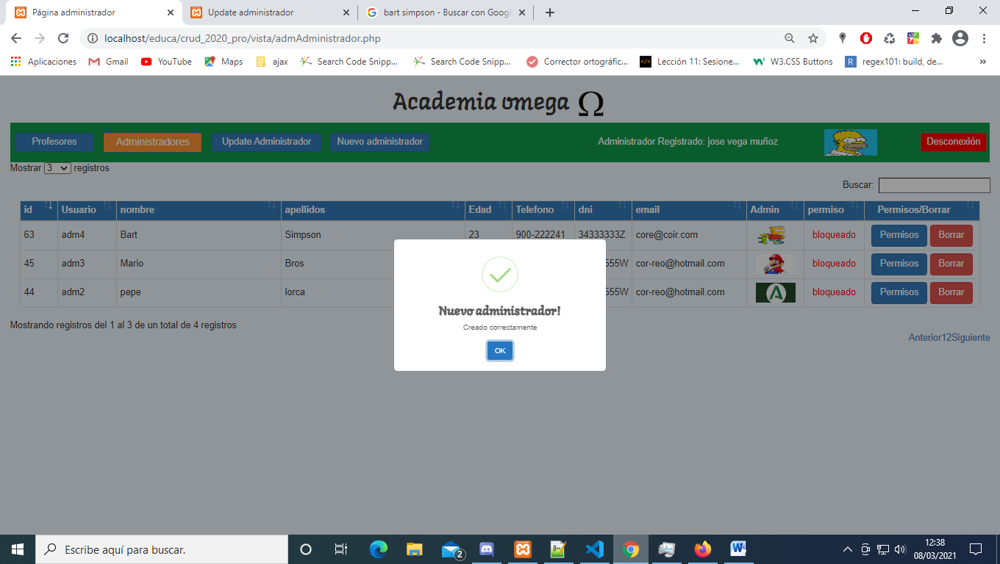 Página administrador
Update administrador
bart simpson - Buscar con Googl
localhost/educa/crud_2020_pro/vista/admAdministrador.php
Aplicaciones Gmail YouTube Maps ajax Search Code Snipp... Search Code Snipp... Corrector ortográfic... Lección 11: Sesione... W3.CSS Buttons R regex101: build, de... »
Academia omega Ω
Profesores Administradores Update Administrador Nuevo administrador Administrador Registrado: jose vega muñoz Desconexión
Mostrar 3 registros
Buscar:
id Usuario nombre apellidos Edad Telefono dni email Admin permiso Permisos/Borrar
63 adm4 Bart Simpson 23 900-222241 34333333Z core@coir.com bloqueado Permisos Borrar
45 adm3 Mario Bros 555W cor-reo@hotmail.com bloqueado Permisos Borrar
44 adm2 pepe lorca 555W cor-reo@hotmail.com A bloqueado Permisos Borrar
Nuevo administrador!
Creado correctamente
OK
Mostrando registros del 1 al 3 de un total de 4 registros
Anterior12Siguiente
Escribe aquí para buscar.
2
12:38
08/03/2021